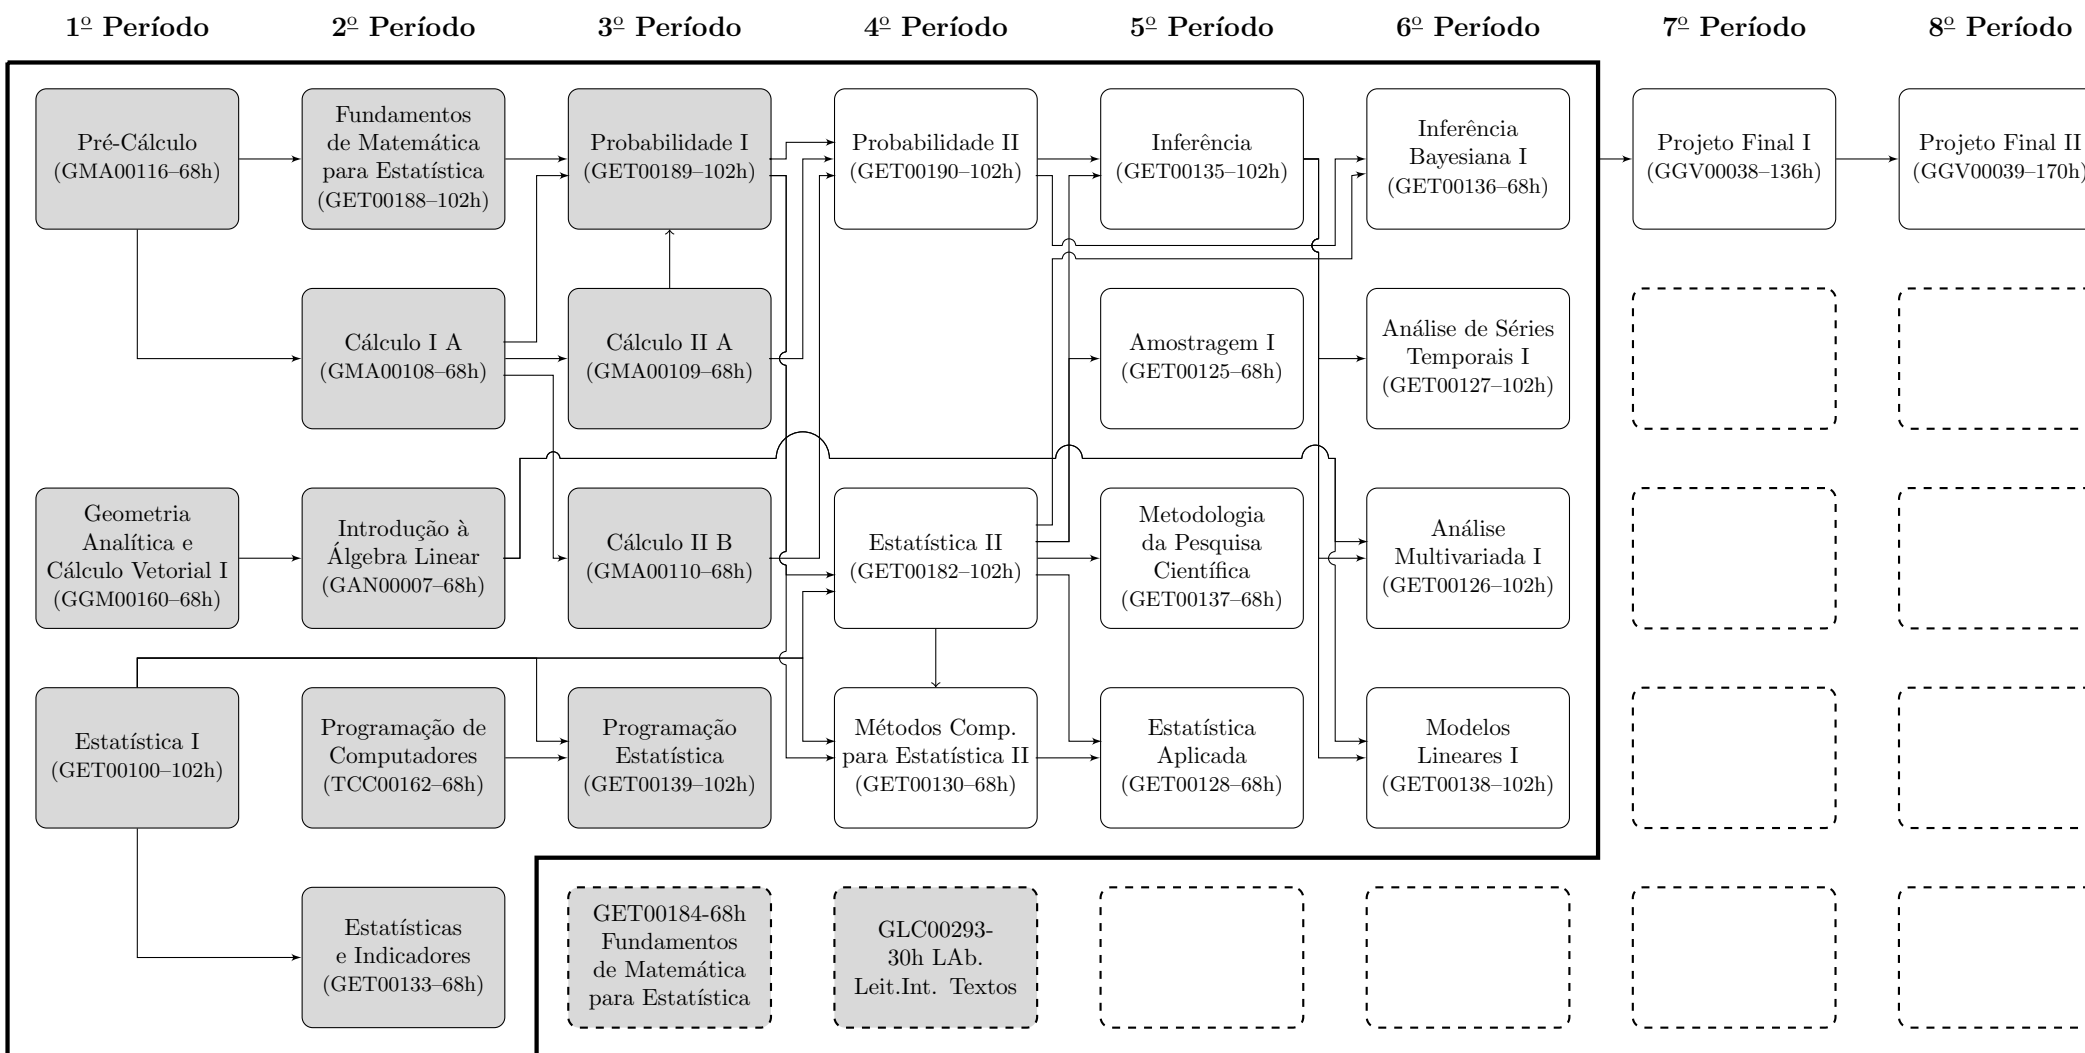 1º Período
2º Período
3º Período
4º Período
5º Período
6º Período
7º Período
8º Período
Pré-Cálculo
(GMA00116–68h)
Fundamentos
de Matemática
para Estatística
(GET00188–102h)
Probabilidade I
(GET00189–102h)
Probabilidade II
(GET00190–102h)
Inferência
(GET00135–102h)
Inferência
Bayesiana I
(GET00136–68h)
Projeto Final I
(GGV00038–136h)
Projeto Final II
(GGV00039–170h)
Cálculo I A
(GMA00108–68h)
Cálculo II A
(GMA00109–68h)
Amostragem I
(GET00125–68h)
Análise de Séries
Temporais I
(GET00127–102h)
Geometria
Analítica e
Cálculo Vetorial I
(GGM00160–68h)
Introdução à
Álgebra Linear
(GAN00007–68h)
Cálculo II B
(GMA00110–68h)
Estatística II
(GET00182–102h)
Metodologia
da Pesquisa
Científica
(GET00137–68h)
Análise
Multivariada I
(GET00126–102h)
Estatística I
(GET00100–102h)
Programação de
Computadores
(TCC00162–68h)
Programação
Estatística
(GET00139–102h)
Métodos Comp.
para Estatística II
(GET00130–68h)
Estatística
Aplicada
(GET00128–68h)
Modelos
Lineares I
(GET00138–102h)
Estatísticas
e Indicadores
(GET00133–68h)
GET00184-68h
Fundamentos
de Matemática
para Estatística
GLC00293-
30h LAb.
Leit.Int. Textos